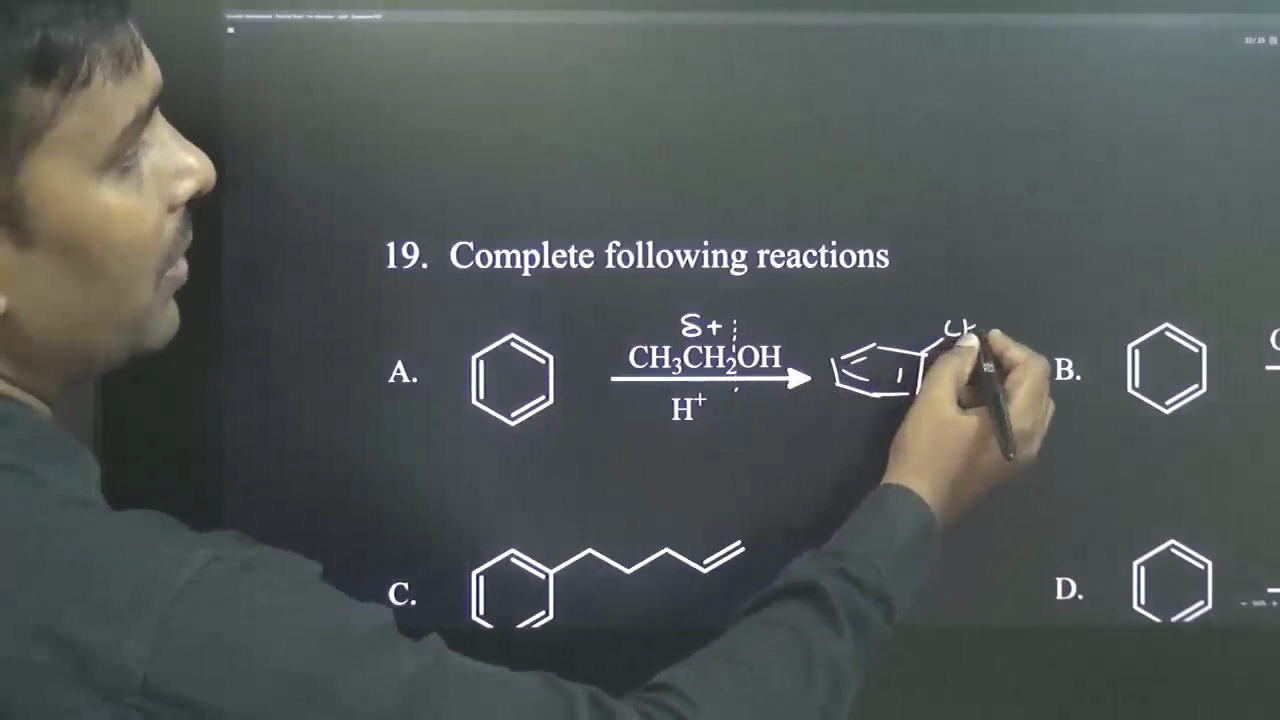 19. Complete following reactions
δ+
A. CH₃CH₂OH B.
H⁺
C. D.